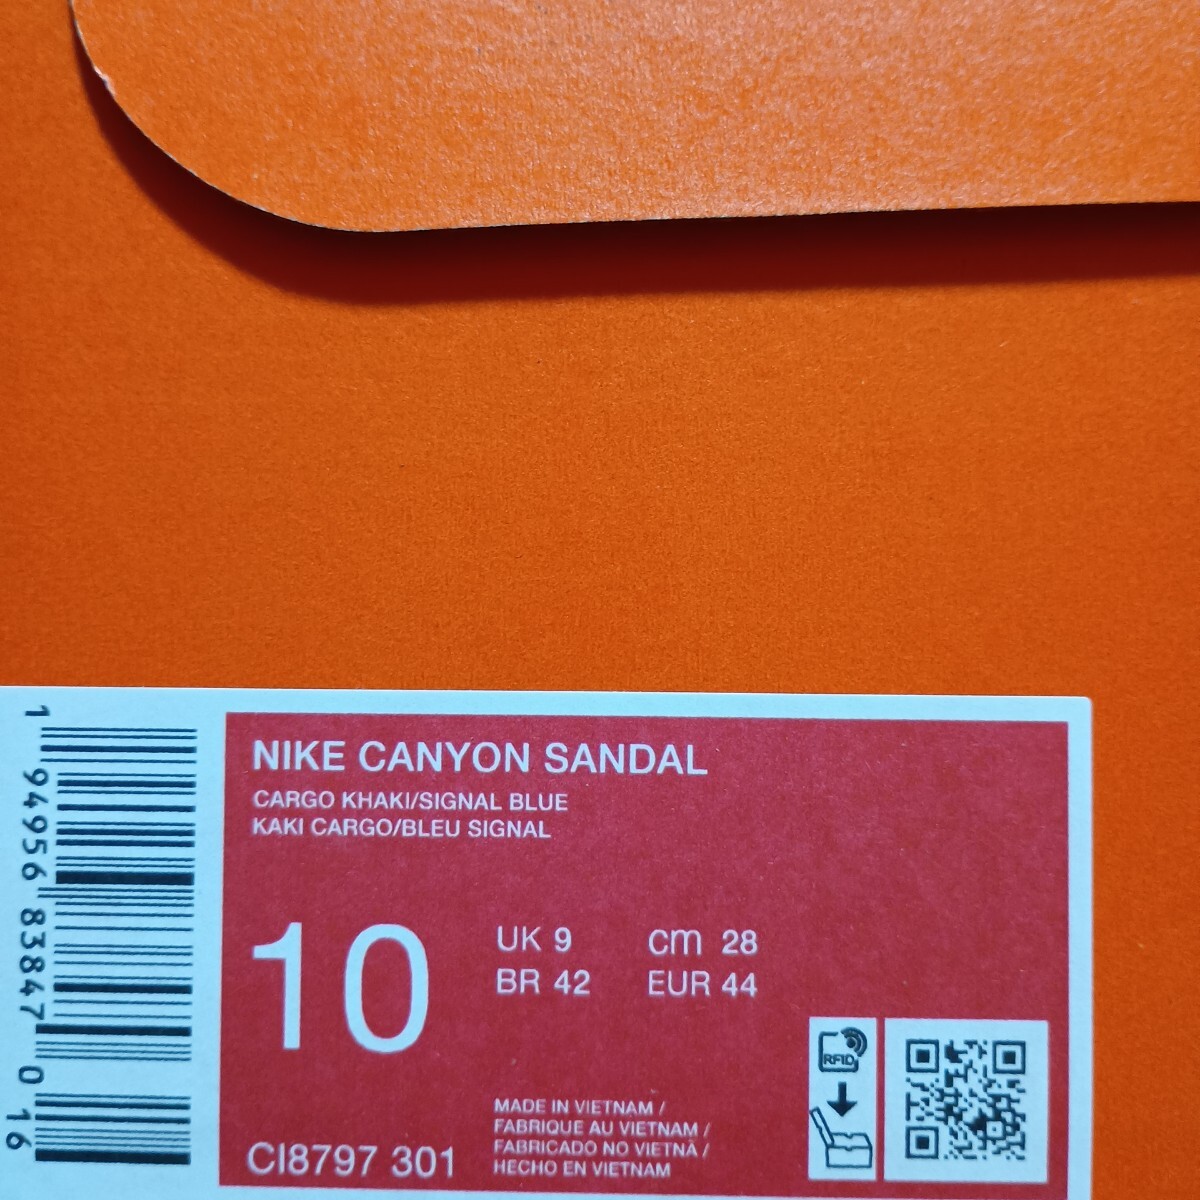 NIKE CANYON SANDAL
CARGO KHAKI/SIGNAL BLUE
KAKI CARGO/BLEU SIGNAL
10
UK 9 cm 28
BR 42 EUR 44
CI8797 301
MADE IN VIETNAM /
FABRIQUE AU VIETNAM /
FABRICADO NO VIETNÃ /
HECHO EN VIETNAM
RFID
1 94956 83847 0 16